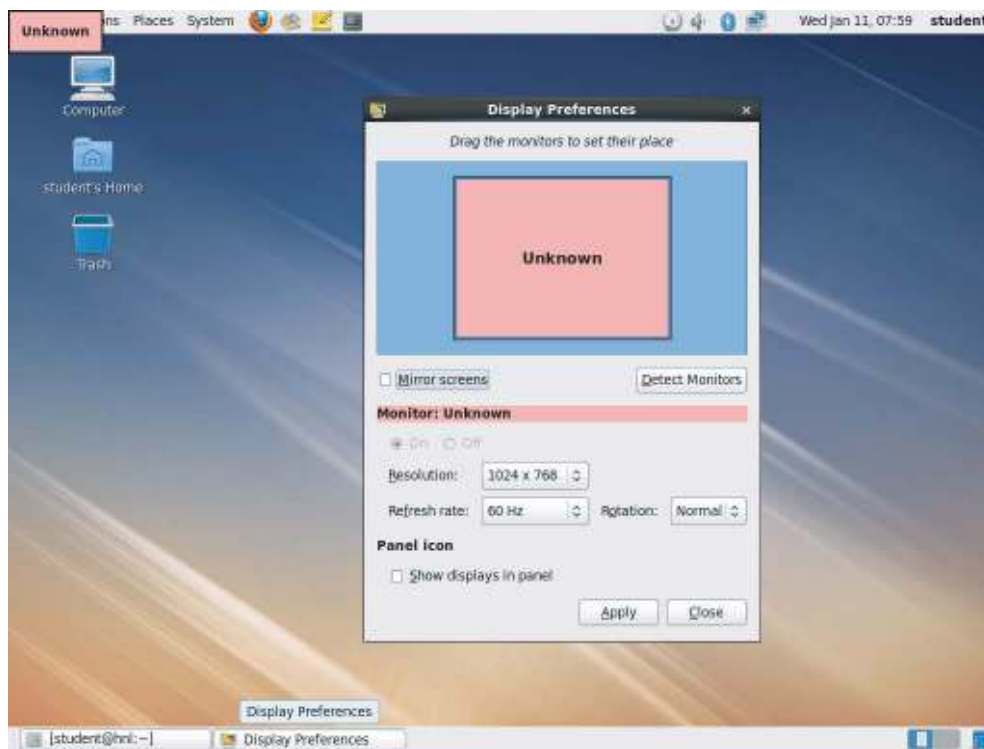 Unknown
ns Places System Wed Jan 11, 07:59 student
Computer
student's Home
Trash
Display Preferences
Drag the monitors to set their place
Unknown
Mirror screens Detect Monitors
Monitor: Unknown
On Off
Resolution: 1024 x 768
Refresh rate: 60 Hz Rotation: Normal
Panel icon
Show displays in panel
Apply Close
Display Preferences
[student@hnl:~] Display Preferences